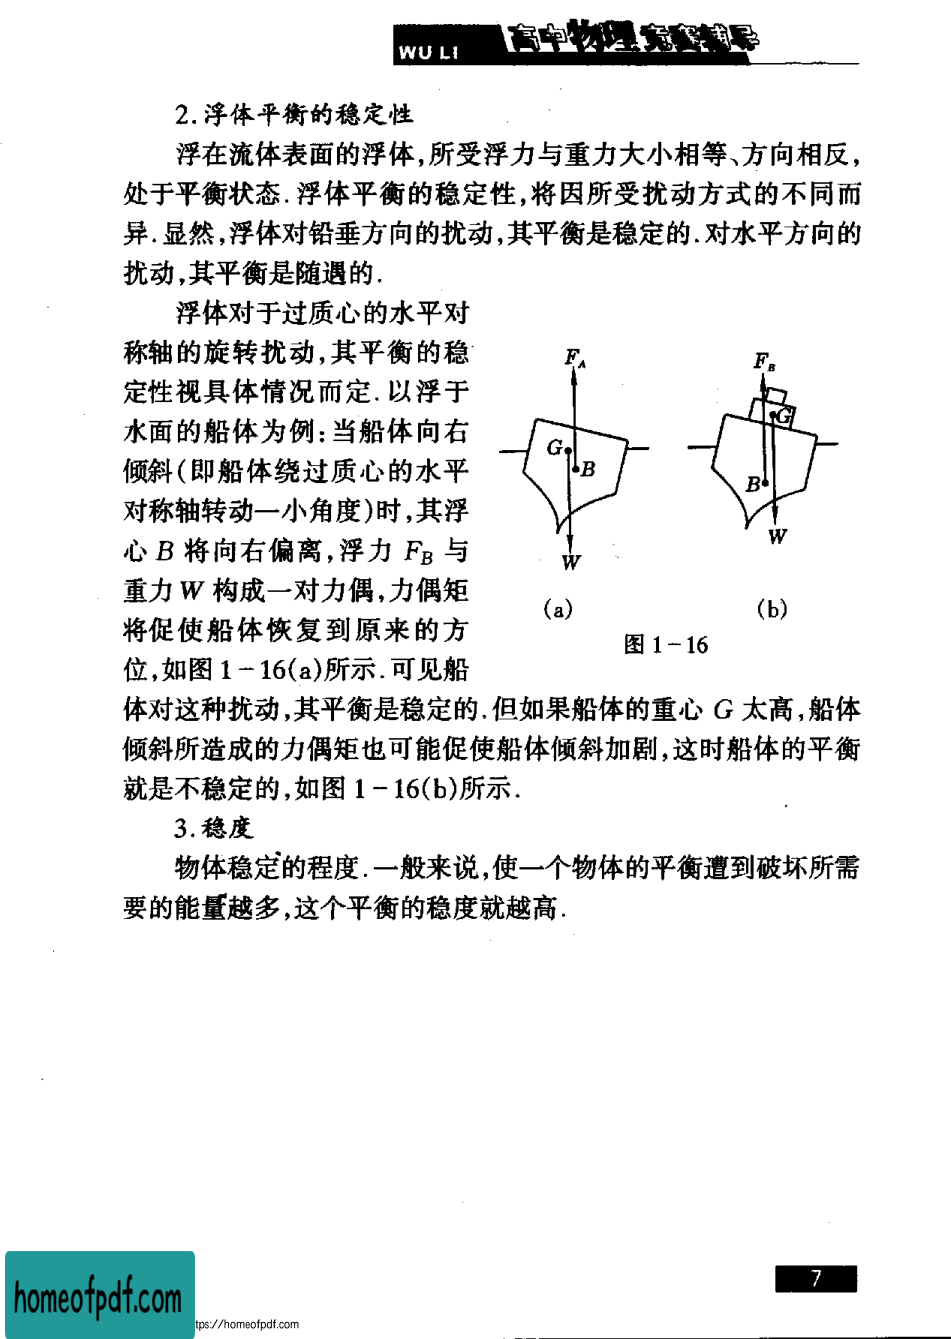 WU LI 高中物理竞赛辅导
2.浮体平衡的稳定性
浮在流体表面的浮体,所受浮力与重力大小相等、方向相反,
处于平衡状态.浮体平衡的稳定性,将因所受扰动方式的不同而
异.显然,浮体对铅垂方向的扰动,其平衡是稳定的.对水平方向的
扰动,其平衡是随遇的.
浮体对于过质心的水平对
称轴的旋转扰动,其平衡的稳
定性视具体情况而定.以浮于
水面的船体为例:当船体向右
倾斜(即船体绕过质心的水平
对称轴转动一小角度)时,其浮
心 B 将向右偏离,浮力 FB 与
重力 W 构成一对力偶,力偶矩
将促使船体恢复到原来的方
位,如图1-16(a)所示.可见船
FA
G
B
W
(a)
FB
G
B
W
(b)
图1-16
体对这种扰动,其平衡是稳定的.但如果船体的重心 G 太高,船体
倾斜所造成的力偶矩也可能促使船体倾斜加剧,这时船体的平衡
就是不稳定的,如图1-16(b)所示.
3.稳度
物体稳定的程度.一般来说,使一个物体的平衡遭到破坏所需
要的能量越多,这个平衡的稳度就越高.
7
homeofpdf.com
tps://homeofpdf.com